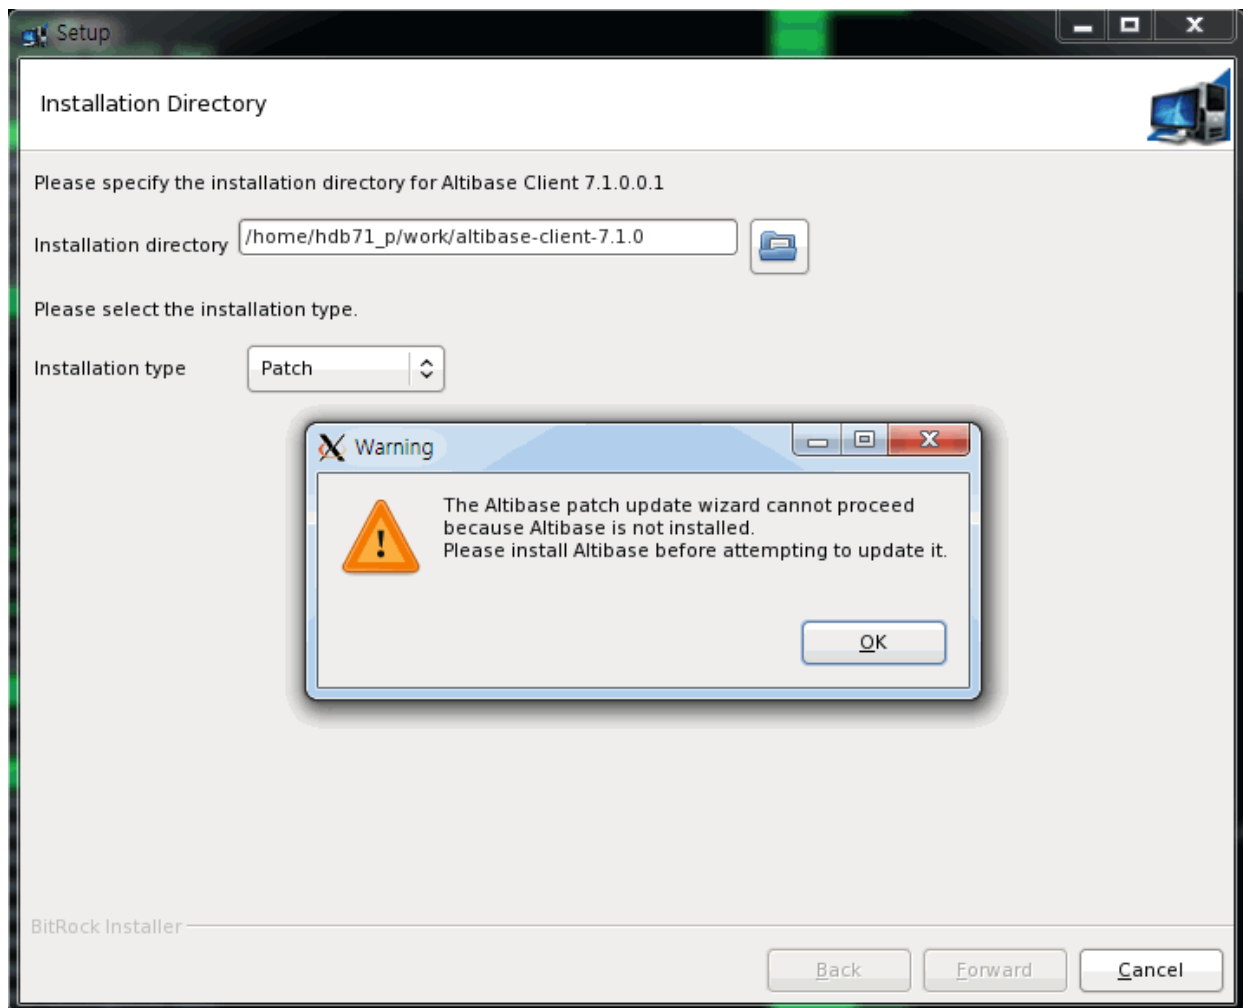 Setup
Installation Directory
Please specify the installation directory for Altibase Client 7.1.0.0.1
Installation directory /home/hdb71_p/work/altibase-client-7.1.0
Please select the installation type.
Installation type Patch
Warning
The Altibase patch update wizard cannot proceed
because Altibase is not installed.
Please install Altibase before attempting to update it.
OK
BitRock Installer
Back Forward Cancel